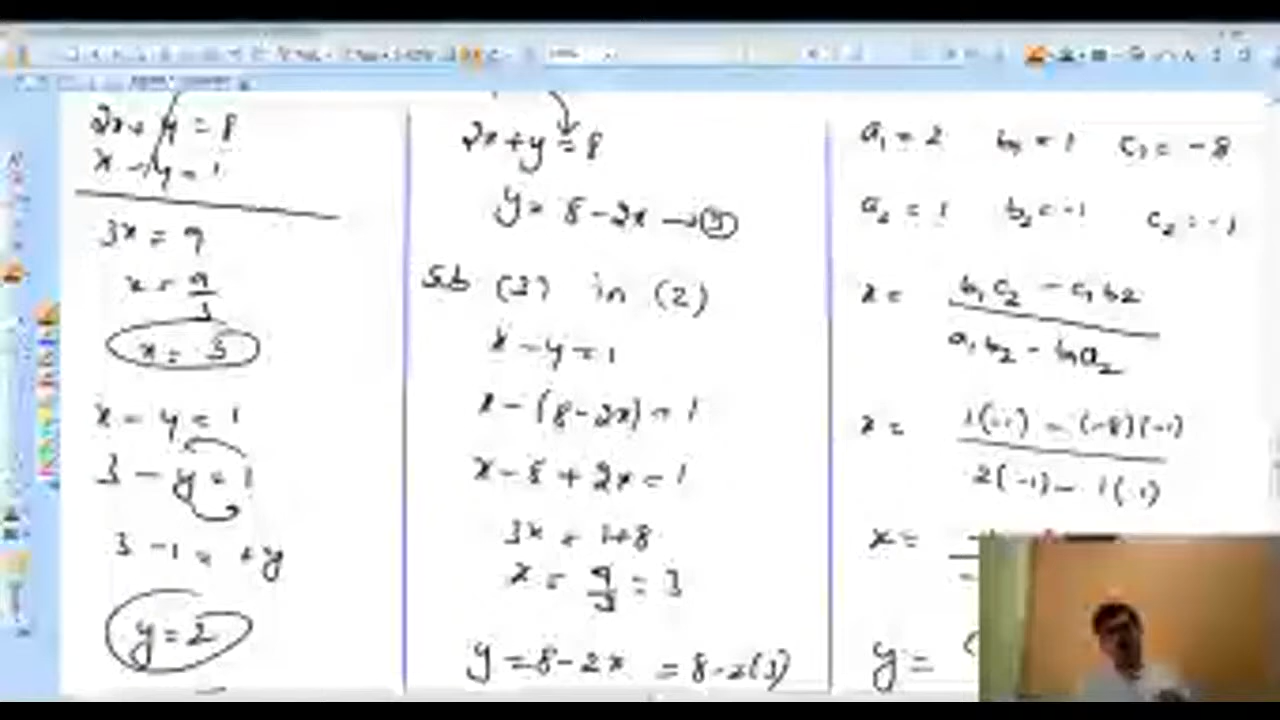 2x + y = 8
x - y = 1
3x = 9
x = 9/3
x = 3
x - y = 1
3 - y = 1
3 - 1 = +y
y = 2
2x + y = 8
y = 8 - 2x → (3)
Sub (3) in (2)
x - y = 1
x - (8 - 2x) = 1
x - 8 + 2x = 1
3x = 1 + 8
x = 9/3 = 3
y = 8 - 2x = 8 - 2(3)
a₁ = 2 b₁ = 1 c₁ = -8
a₂ = 1 b₂ = -1 c₂ = -1
x = b₁c₂ - c₁b₂
a₁b₂ - b₁a₂
x = 1(-1) - (-8)(-1)
2(-1) - 1(1)
x =
y =